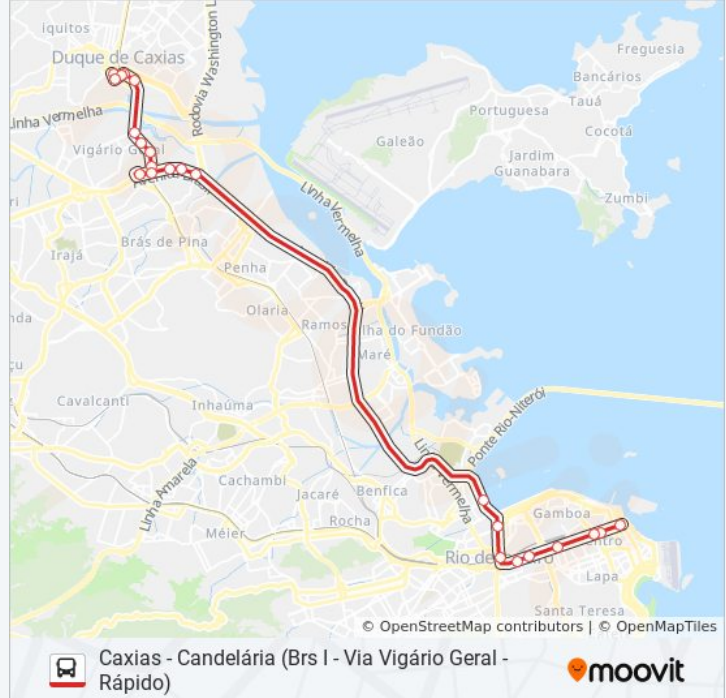 iquitos
Duque de Caxias
Rodovia Washington L
Freguesia
Bancários
Tauá
Portuguesa
Cocotá
Linha Vermelha
Galeão
Vigário Geral
Jardim
Guanabara
Linha Vermelha
Zumbi
ri
Brás de Pina
Irajá
Penha
nda
Olaria
Ramos
Ilha do Fundão
Maré
çu
Cavalcanti
Inhaúma
Ponte Rio-Niterói
Linha Amarela
Cachambi
Linha Vermelha
Jacaré
Benfica
Gamboa
Rocha
Méier
Rio de
Centro
Lapa
Santa Teresa
© OpenStreetMap contributors | © OpenMapTiles
Caxias - Candelária (Brs I - Via Vigário Geral -
Rápido)
moovit